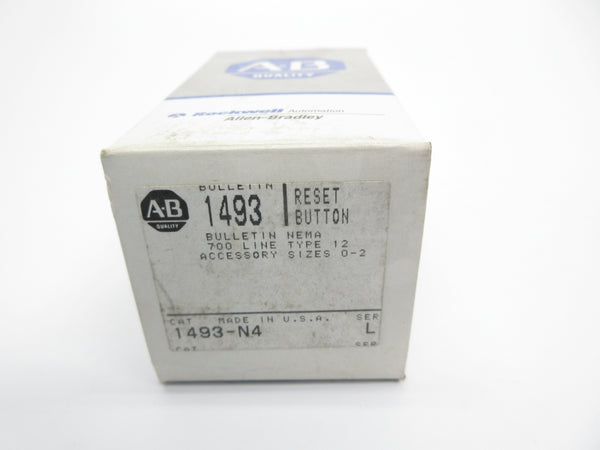 A-B
QUALITY
Rockwell Automation
Allen-Bradley
A-B
QUALITY
BULLETIN
1493
RESET
BUTTON
BULLETIN NEMA
700 LINE TYPE 12
ACCESSORY SIZES 0-2
CAT MADE IN U.S.A. SER
1493-N4 L
CAT SER